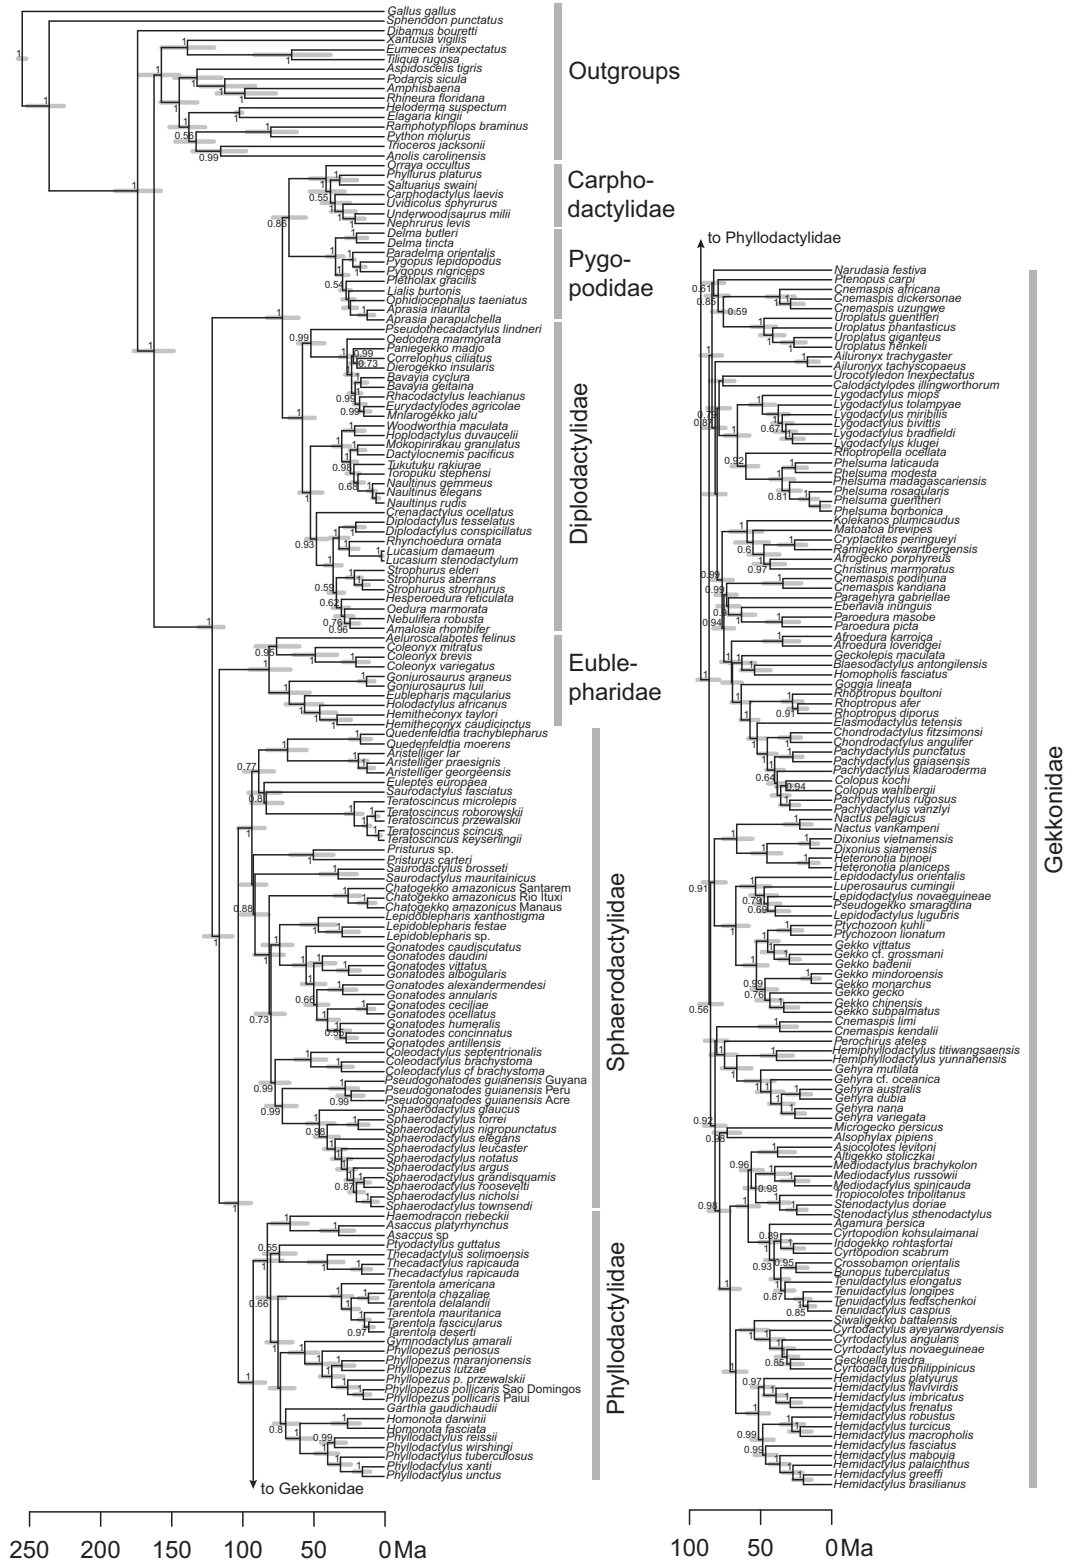 Gallus gallus
Sphenodon punctatus
Dibamus bouretti
Xantusia vigilis
Eumeces inexpectatus
Tiliqua rugosa
Aspidoscelis tigris
Podarcis sicula
Amphisbaena
Rhineura floridana
Heloderma suspectum
Elgaria kingii
Ramphotyphlops braminus
Python molurus
Trioceros jacksonii
Anolis carolinensis
Outgroups
Orraya occultus
Phyllurus platurus
Saltuarius swaini
Carphodactylus laevis
Uvidicolus sphyrurus
Underwoodisaurus milii
Nephrurus levis
Carpho-
dactylidae
Delma butleri
Delma tincta
Paradelma orientalis
Pygopus lepidopodus
Pygopus nigriceps
Pletholax gracilis
Lialis burtonis
Ophidiocephalus taeniatus
Aprasia inaurita
Aprasia parapulchella
Pygo-
podidae
Pseudothecadactylus lindneri
Oedodera marmorata
Paniegekko madjo
Correlophus ciliatus
Dierogekko insularis
Bavayia cyclura
Bavayia geitaina
Rhacodactylus leachianus
Eurydactylodes agricolae
Mniarogekko jalu
Woodworthia maculata
Hoplodactylus duvaucelii
Mokopirirakau granulatus
Dactylocnemis pacificus
Tukutuku rakiurae
Toropuku stephensi
Naultinus gemmeus
Naultinus elegans
Naultinus rudis
Crenadactylus ocellatus
Diplodactylus tesselatus
Diplodactylus conspicillatus
Rhynchoedura ornata
Lucasium damaeum
Lucasium stenodactylum
Strophurus elderi
Strophurus aberrans
Strophurus strophurus
Hesperoedura reticulata
Oedura marmorata
Nebulifera robusta
Amalosia rhombifer
Diplodactylidae
Aeluroscalabotes felinus
Coleonyx mitratus
Coleonyx brevis
Coleonyx variegatus
Goniurosaurus araneus
Goniurosaurus luii
Eublepharis macularius
Holodactylus africanus
Hemitheconyx taylori
Hemitheconyx caudicinctus
Euble-
pharidae
Quedenfeldtia trachyblepharus
Quedenfeldtia moerens
Aristelliger lar
Aristelliger praesignis
Aristelliger georgeensis
Euleptes europaea
Saurodactylus fasciatus
Teratoscincus microlepis
Teratoscincus roborowskii
Teratoscincus przewalskii
Teratoscincus scincus
Teratoscincus keyserlingii
Pristurus sp.
Pristurus carteri
Saurodactylus brosseti
Saurodactylus mauritainicus
Chatogekko amazonicus Santarem
Chatogekko amazonicus Rio Ituxi
Chatogekko amazonicus Manaus
Lepidoblepharis xanthostigma
Lepidoblepharis festae
Lepidoblepharis sp.
Gonatodes caudiscutatus
Gonatodes daudini
Gonatodes vittatus
Gonatodes albogularis
Gonatodes alexandermendesi
Gonatodes annularis
Gonatodes ceciliae
Gonatodes ocellatus
Gonatodes humeralis
Gonatodes concinnatus
Gonatodes antillensis
Coleodactylus septentrionalis
Coleodactylus brachystoma
Coleodactylus cf brachystoma
Pseudogonatodes guianensis Guyana
Pseudogonatodes guianensis Peru
Pseudogonatodes guianensis Acre
Sphaerodactylus glaucus
Sphaerodactylus torrei
Sphaerodactylus nigropunctatus
Sphaerodactylus elegans
Sphaerodactylus leucaster
Sphaerodactylus notatus
Sphaerodactylus argus
Sphaerodactylus grandisquamis
Sphaerodactylus roosevelti
Sphaerodactylus nicholsi
Sphaerodactylus townsendi
Sphaerodactylidae
Haemodracon riebeckii
Asaccus platyrhynchus
Asaccus sp
Ptyodactylus guttatus
Thecadactylus solimoensis
Thecadactylus rapicauda
Thecadactylus rapicauda
Tarentola americana
Tarentola chazaliae
Tarentola delalandii
Tarentola mauritanica
Tarentola fascicularus
Tarentola deserti
Gymnodactylus amarali
Phyllopezus periosus
Phyllopezus maranjonensis
Phyllopezus lutzae
Phyllopezus p. przewalskii
Phyllopezus pollicaris Sao Domingos
Phyllopezus pollicaris Paiui
Garthia gaudichaudii
Homonota darwinii
Homonota fasciata
Phyllodactylus reissii
Phyllodactylus wirshingi
Phyllodactylus tuberculosus
Phyllodactylus xanti
Phyllodactylus unctus
Phyllodactylidae
to Gekkonidae
250 200 150 100 50 0 Ma
to Phyllodactylidae
Narudasia festiva
Ptenopus carpi
Cnemaspis africana
Cnemaspis dickersonae
Cnemaspis uzungwe
Uroplatus guentheri
Uroplatus phantasticus
Uroplatus giganteus
Uroplatus henkeli
Ailuronyx trachygaster
Ailuronyx tachyscopaeus
Urocotyledon inexpectatus
Calodactylodes illingworthorum
Lygodactylus miops
Lygodactylus tolampyae
Lygodactylus miribilis
Lygodactylus bivittis
Lygodactylus bradfieldi
Lygodactylus klugei
Rhoptropella ocellata
Phelsuma laticauda
Phelsuma modesta
Phelsuma madagascariensis
Phelsuma rosagularis
Phelsuma guentheri
Phelsuma borbonica
Kolekanos plumicaudus
Matoatoa brevipes
Cryptactites peringueyi
Ramigekko swartbergensis
Afrogecko porphyreus
Christinus marmoratus
Cnemaspis podihuna
Cnemaspis kandiana
Paragehyra gabriellae
Ebenavia inunguis
Paroedura masobe
Paroedura picta
Afroedura karroica
Afroedura loveridgei
Geckolepis maculata
Blaesodactylus antongilensis
Homopholis fasciatus
Goggia lineata
Rhoptropus boultoni
Rhoptropus afer
Rhoptropus diporus
Elasmodactylus tetensis
Chondrodactylus fitzsimonsi
Chondrodactylus angulifer
Pachydactylus punctatus
Pachydactylus gaiasensis
Pachydactylus kladaroderma
Colopus kochi
Colopus wahlbergii
Pachydactylus rugosus
Pachydactylus vanzlyi
Nactus pelagicus
Nactus vankampeni
Dixonius vietnamensis
Dixonius siamensis
Heteronotia binoei
Heteronotia planiceps
Lepidodactylus orientalis
Luperosaurus cumingii
Lepidodactylus novaeguineae
Pseudogekko smaragdina
Lepidodactylus lugubris
Ptychozoon kuhli
Ptychozoon lionatum
Gekko vittatus
Gekko cf. grossmani
Gekko badenii
Gekko mindoroensis
Gekko monarchus
Gekko gecko
Gekko chinensis
Gekko subpalmatus
Cnemaspis limi
Cnemaspis kendalii
Perochirus ateles
Hemiphyllodactylus titiwangsaensis
Hemiphyllodactylus yunnanensis
Gehyra mutilata
Gehyra cf. oceanica
Gehyra australis
Gehyra dubia
Gehyra nana
Gehyra variegata
Microgecko persicus
Alsophylax pipiens
Asiocolotes levitoni
Altigekko stoliczkai
Mediodactylus brachykolon
Mediodactylus russowii
Mediodactylus spinicauda
Tropiocolotes tripolitanus
Stenodactylus doriae
Stenodactylus sthenodactylus
Agamura persica
Cyrtopodion kohsulaimanai
Indogekko rohtasfortai
Cyrtopodion scabrum
Crossobamon orientalis
Bunopus tuberculatus
Tenuidactylus elongatus
Tenuidactylus longipes
Tenuidactylus fedtschenkoi
Tenuidactylus caspius
Siwaligekko battalensis
Cyrtodactylus ayeyarwardyensis
Cyrtodactylus angularis
Cyrtodactylus novaeguineae
Geckoella triedra
Cyrtodactylus philippinicus
Hemidactylus platyurus
Hemidactylus flavivirdis
Hemidactylus imbricatus
Hemidactylus frenatus
Hemidactylus robustus
Hemidactylus turcicus
Hemidactylus macropholis
Hemidactylus fasciatus
Hemidactylus mabouia
Hemidactylus palaichthus
Hemidactylus greeffi
Hemidactylus brasilianus
Gekkonidae
100 50 0 Ma